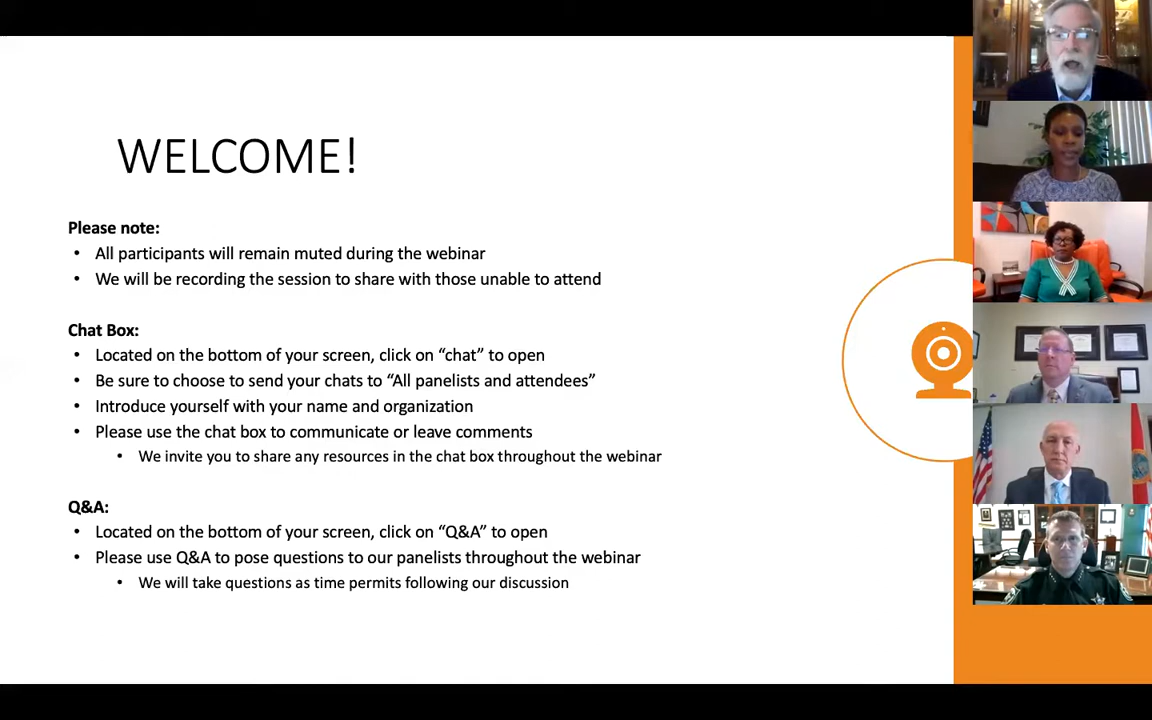 WELCOME!
Please note:
• All participants will remain muted during the webinar
• We will be recording the session to share with those unable to attend
Chat Box:
• Located on the bottom of your screen, click on “chat” to open
• Be sure to choose to send your chats to “All panelists and attendees”
• Introduce yourself with your name and organization
• Please use the chat box to communicate or leave comments
• We invite you to share any resources in the chat box throughout the webinar
Q&A:
• Located on the bottom of your screen, click on “Q&A” to open
• Please use Q&A to pose questions to our panelists throughout the webinar
• We will take questions as time permits following our discussion